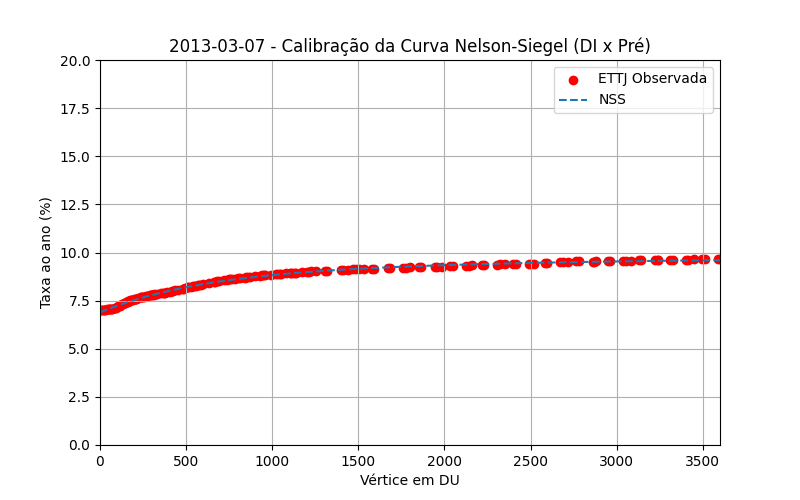 2013-03-07 - Calibração da Curva Nelson-Siegel (DI x Pré)
ETTJ Observada
NSS
Taxa ao ano (%)
20.0
17.5
15.0
12.5
10.0
7.5
5.0
2.5
0.0
0 500 1000 1500 2000 2500 3000 3500
Vértice em DU